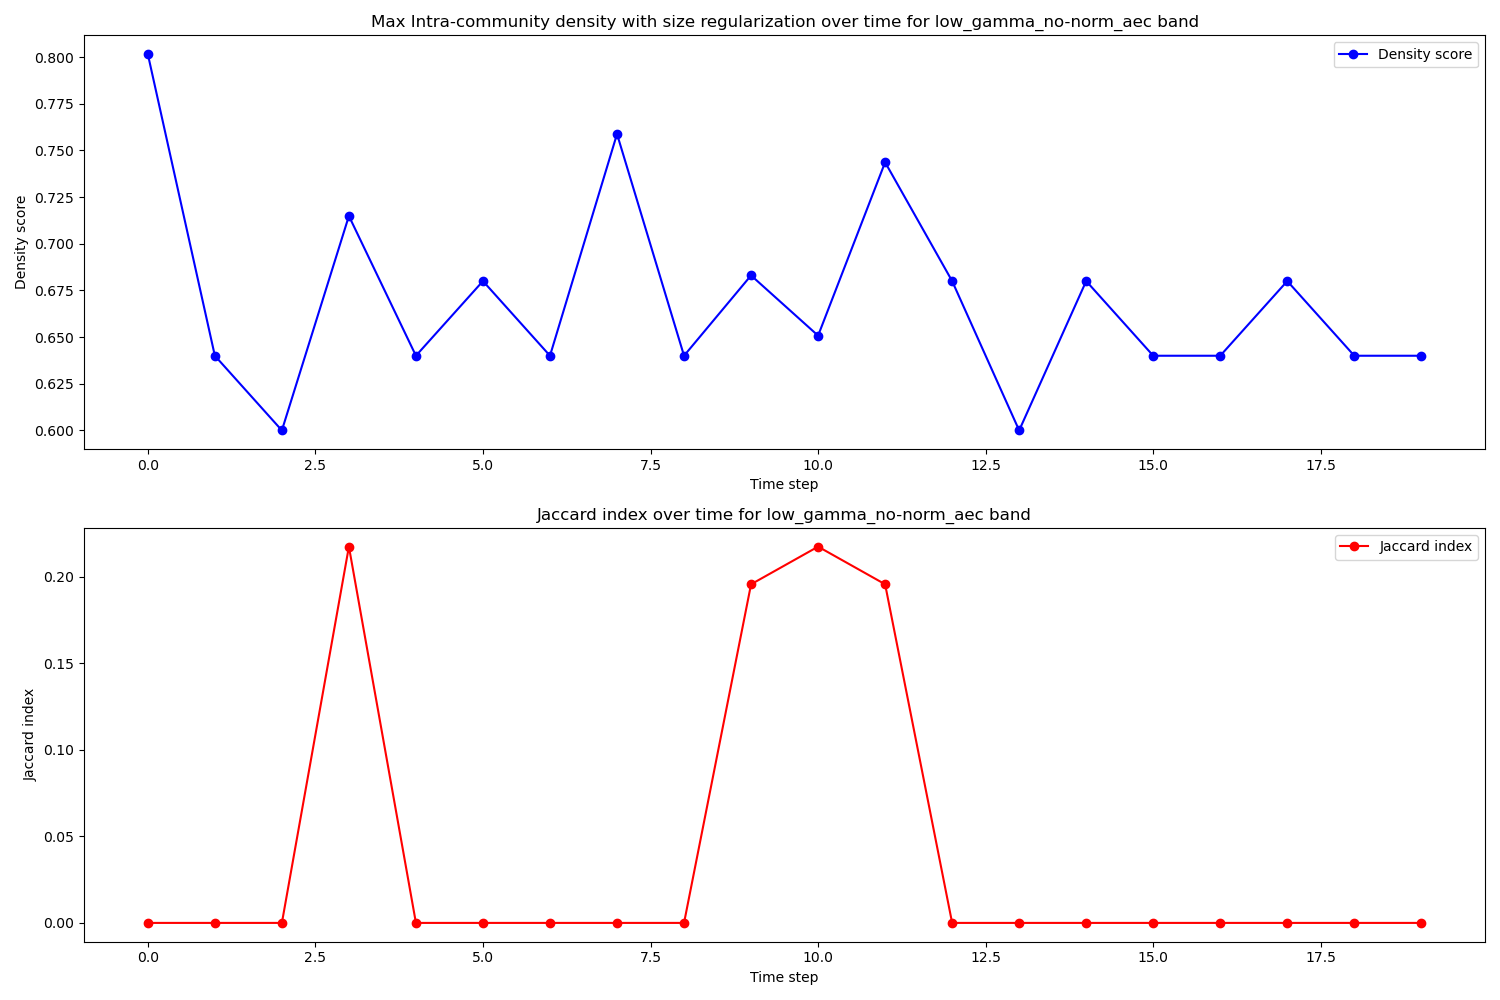 Max Intra-community density with size regularization over time for low_gamma_no-norm_aec band
Density score
0.800
0.775
0.750
0.725
0.700
0.675
0.650
0.625
0.600
Density score
0.0 2.5 5.0 7.5 10.0 12.5 15.0 17.5
Time step
Jaccard index over time for low_gamma_no-norm_aec band
Jaccard index
0.20
0.15
0.10
0.05
0.00
Jaccard index
0.0 2.5 5.0 7.5 10.0 12.5 15.0 17.5
Time step